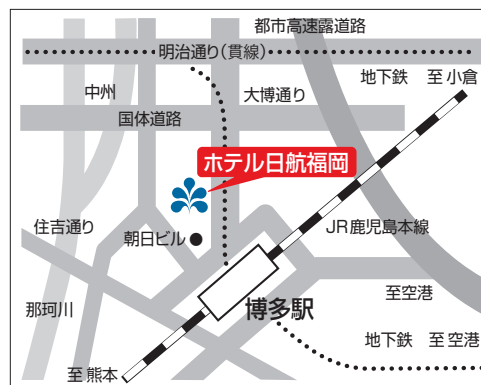 都市高速露道路
明治通り(貫線)
地下鉄 至小倉
中州
大博通り
国体道路
ホテル日航福岡
住吉通り
朝日ビル
JR鹿児島本線
那珂川
博多駅
至空港
地下鉄 至空港
至熊本